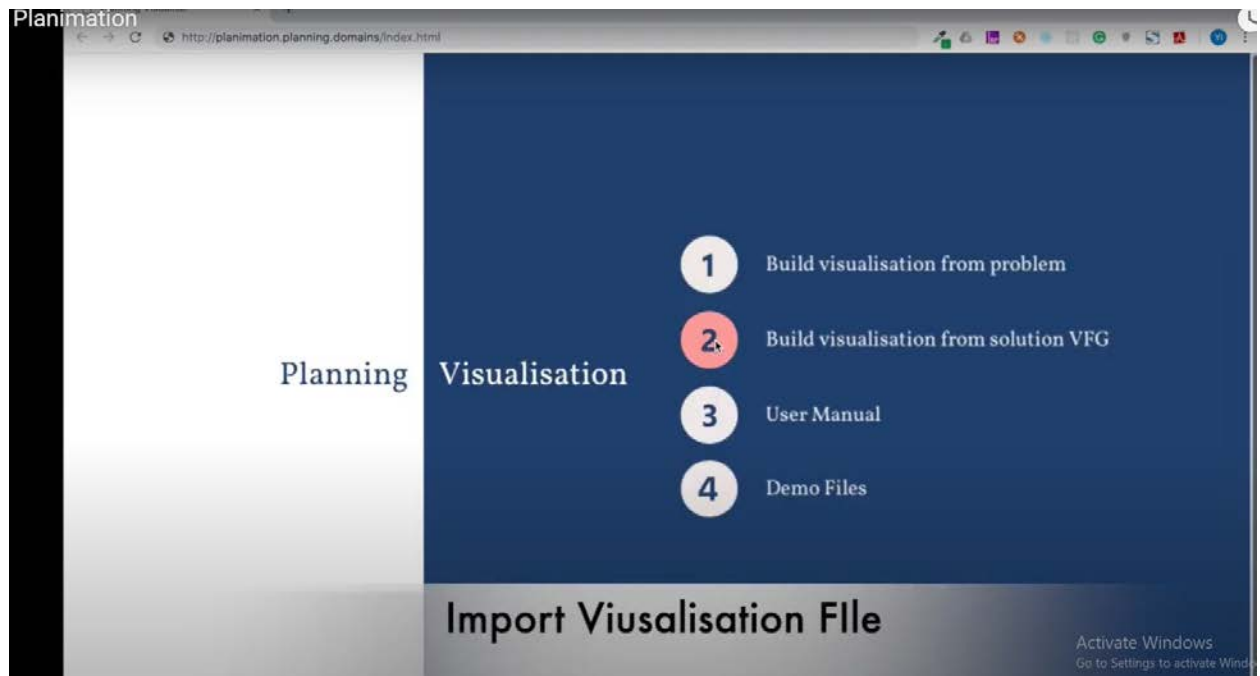 Planimation
http://planimation.planning.domains/index.html
1 Build visualisation from problem
2 Build visualisation from solution VFG
Planning Visualisation
3 User Manual
4 Demo Files
Import Viusalisation FIle
Activate Windows
Go to Settings to activate Windo